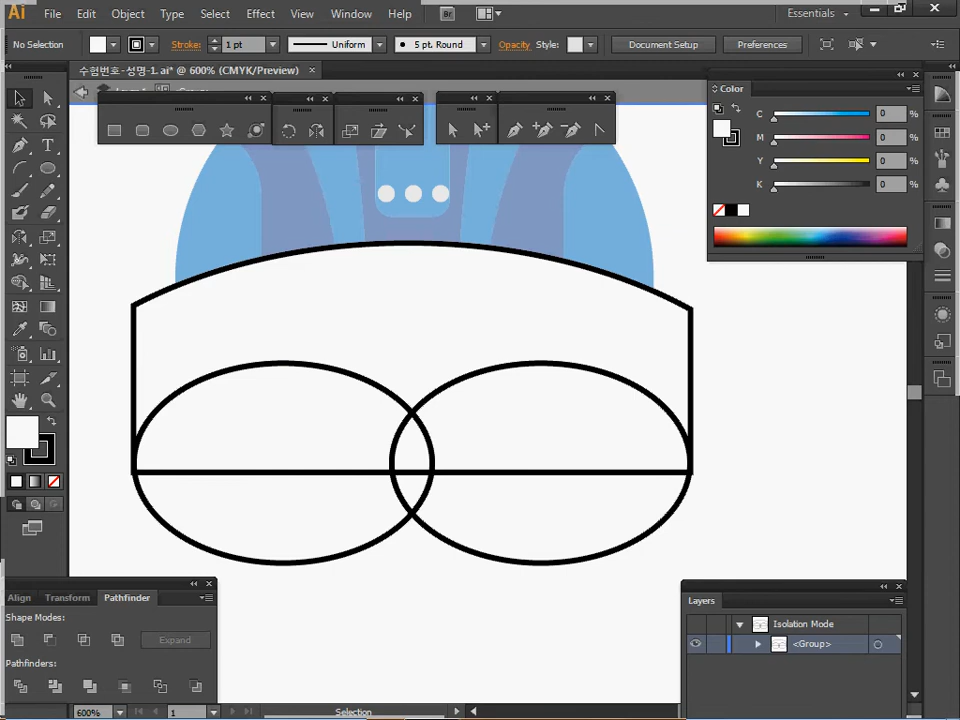 Ai File Edit Object Type Select Effect View Window Help Br Essentials
No Selection Stroke: 1 pt Uniform 5 pt. Round Opacity Style: Document Setup Preferences
수험번호-성명-1. ai* @ 600% (CMYK/Preview)
Color
C 0 %
M 0 %
Y 0 %
K 0 %
Align Transform Pathfinder
Shape Modes:
Expand
Pathfinders:
Layers
Isolation Mode
<Group>
600% 1 Selection